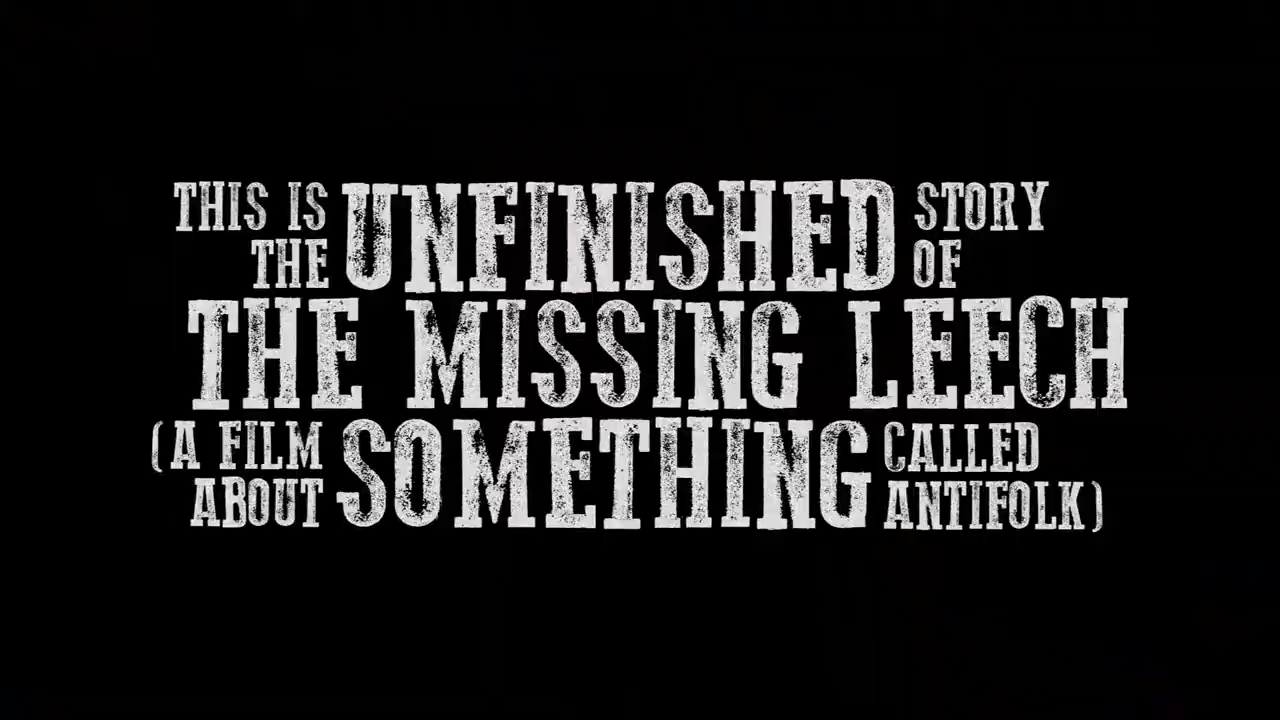 THIS IS THE UNFINISHED STORY OF
THE MISSING LEECH
(A FILM ABOUT SOMETHING CALLED ANTIFOLK)